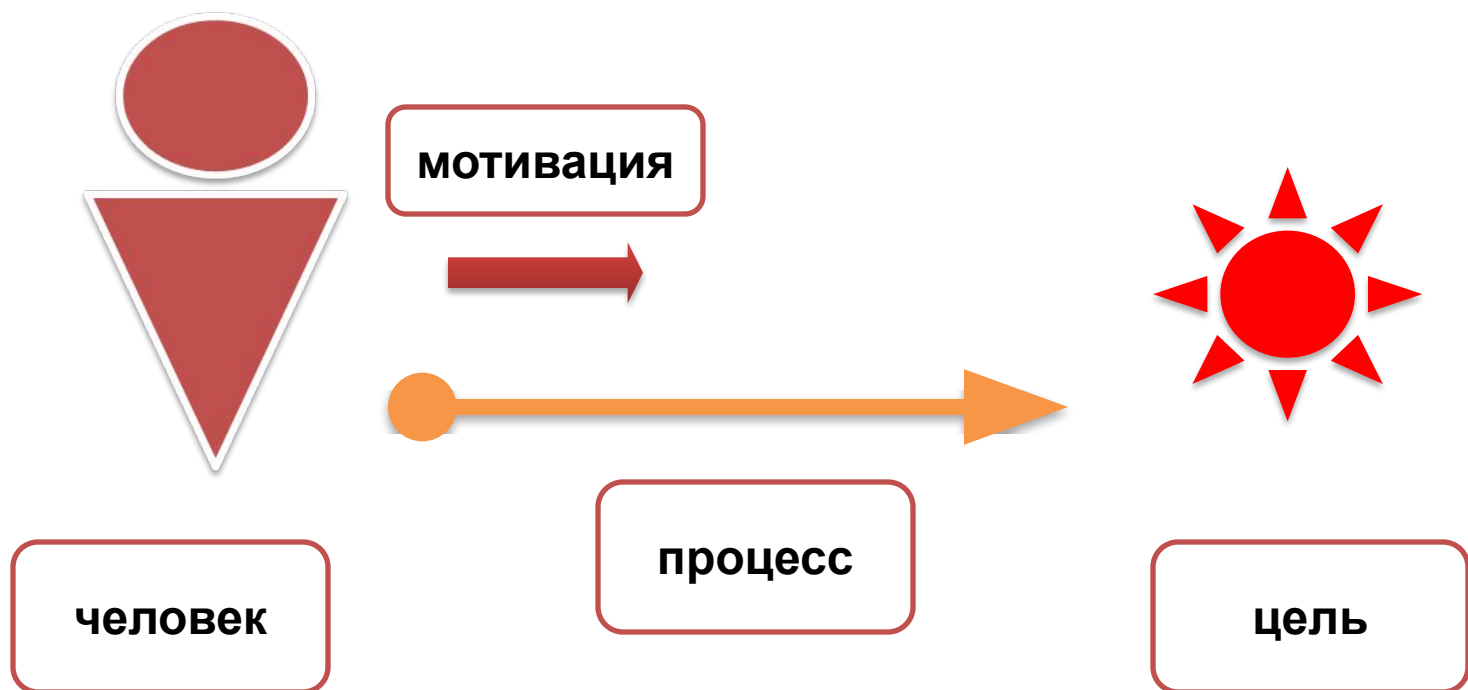 мотивация
процесс
человек
цель